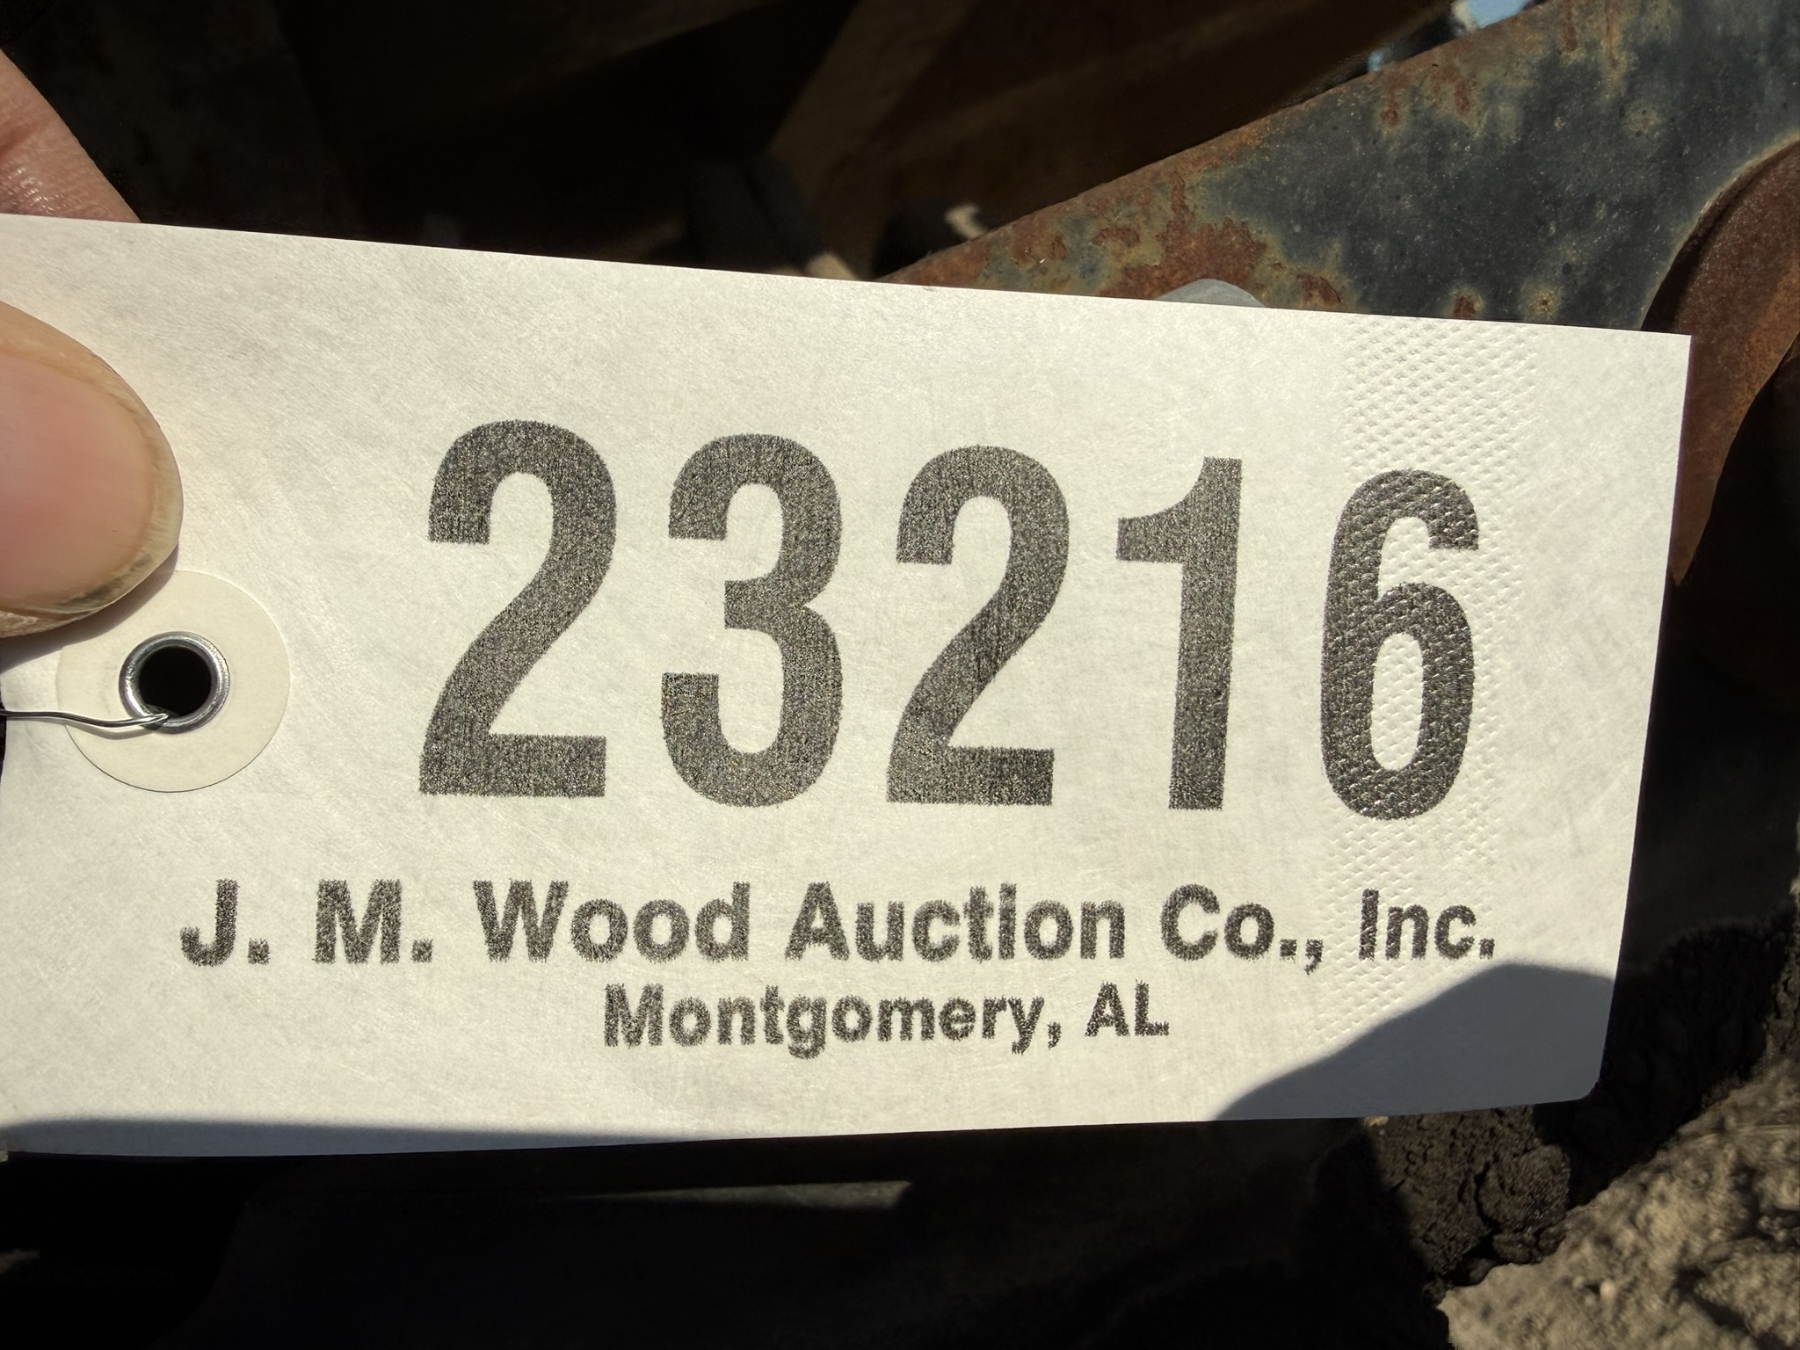 23216
J. M. Wood Auction Co., Inc.
Montgomery, AL